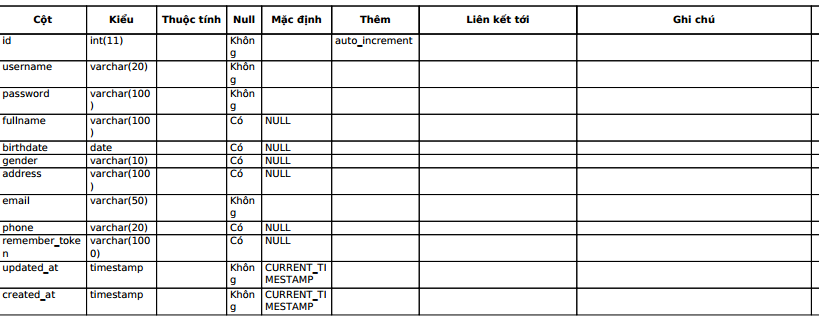 Cột Kiểu Thuộc tính Null Mặc định Thêm Liên kết tới Ghi chú
id int(11) Không auto_increment
username varchar(20) Không
password varchar(100) Không
fullname varchar(100) Có NULL
birthdate date Có NULL
gender varchar(10) Có NULL
address varchar(100) Có NULL
email varchar(50) Không
phone varchar(20) Có NULL
remember_token varchar(1000) Có NULL
updated_at timestamp Không CURRENT_TIMESTAMP
created_at timestamp Không CURRENT_TIMESTAMP